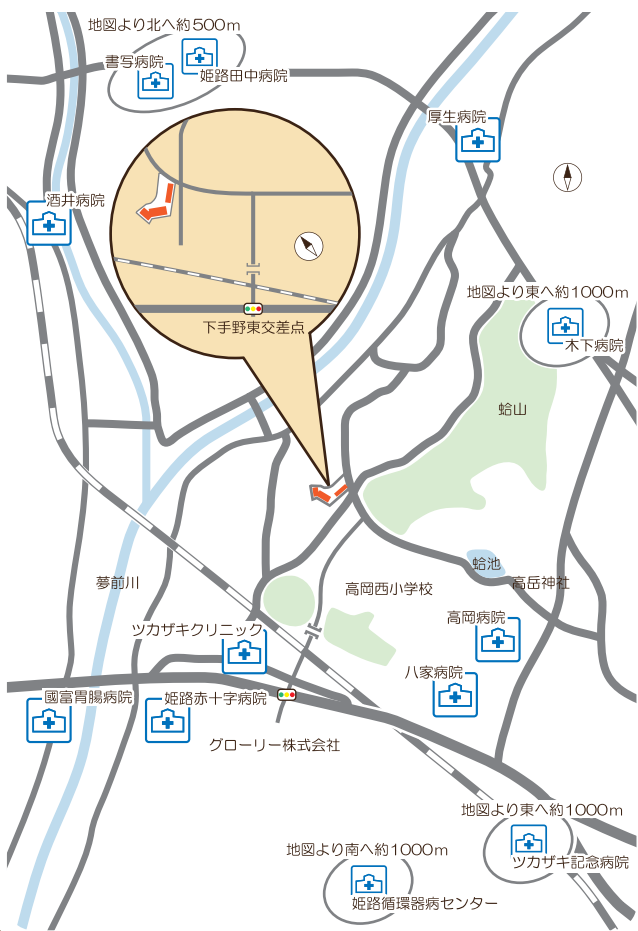 地図より北へ約500m
書写病院
姫路田中病院
厚生病院
酒井病院
地図より東へ約1000m
下手野東交差点
木下病院
蛤山
蛤池
夢前川
高岡西小学校
高岳神社
高岡病院
ツカザキクリニック
八家病院
國富胃腸病院
姫路赤十字病院
グローリー株式会社
地図より東へ約1000m
地図より南へ約1000m
ツカザキ記念病院
姫路循環器病センター